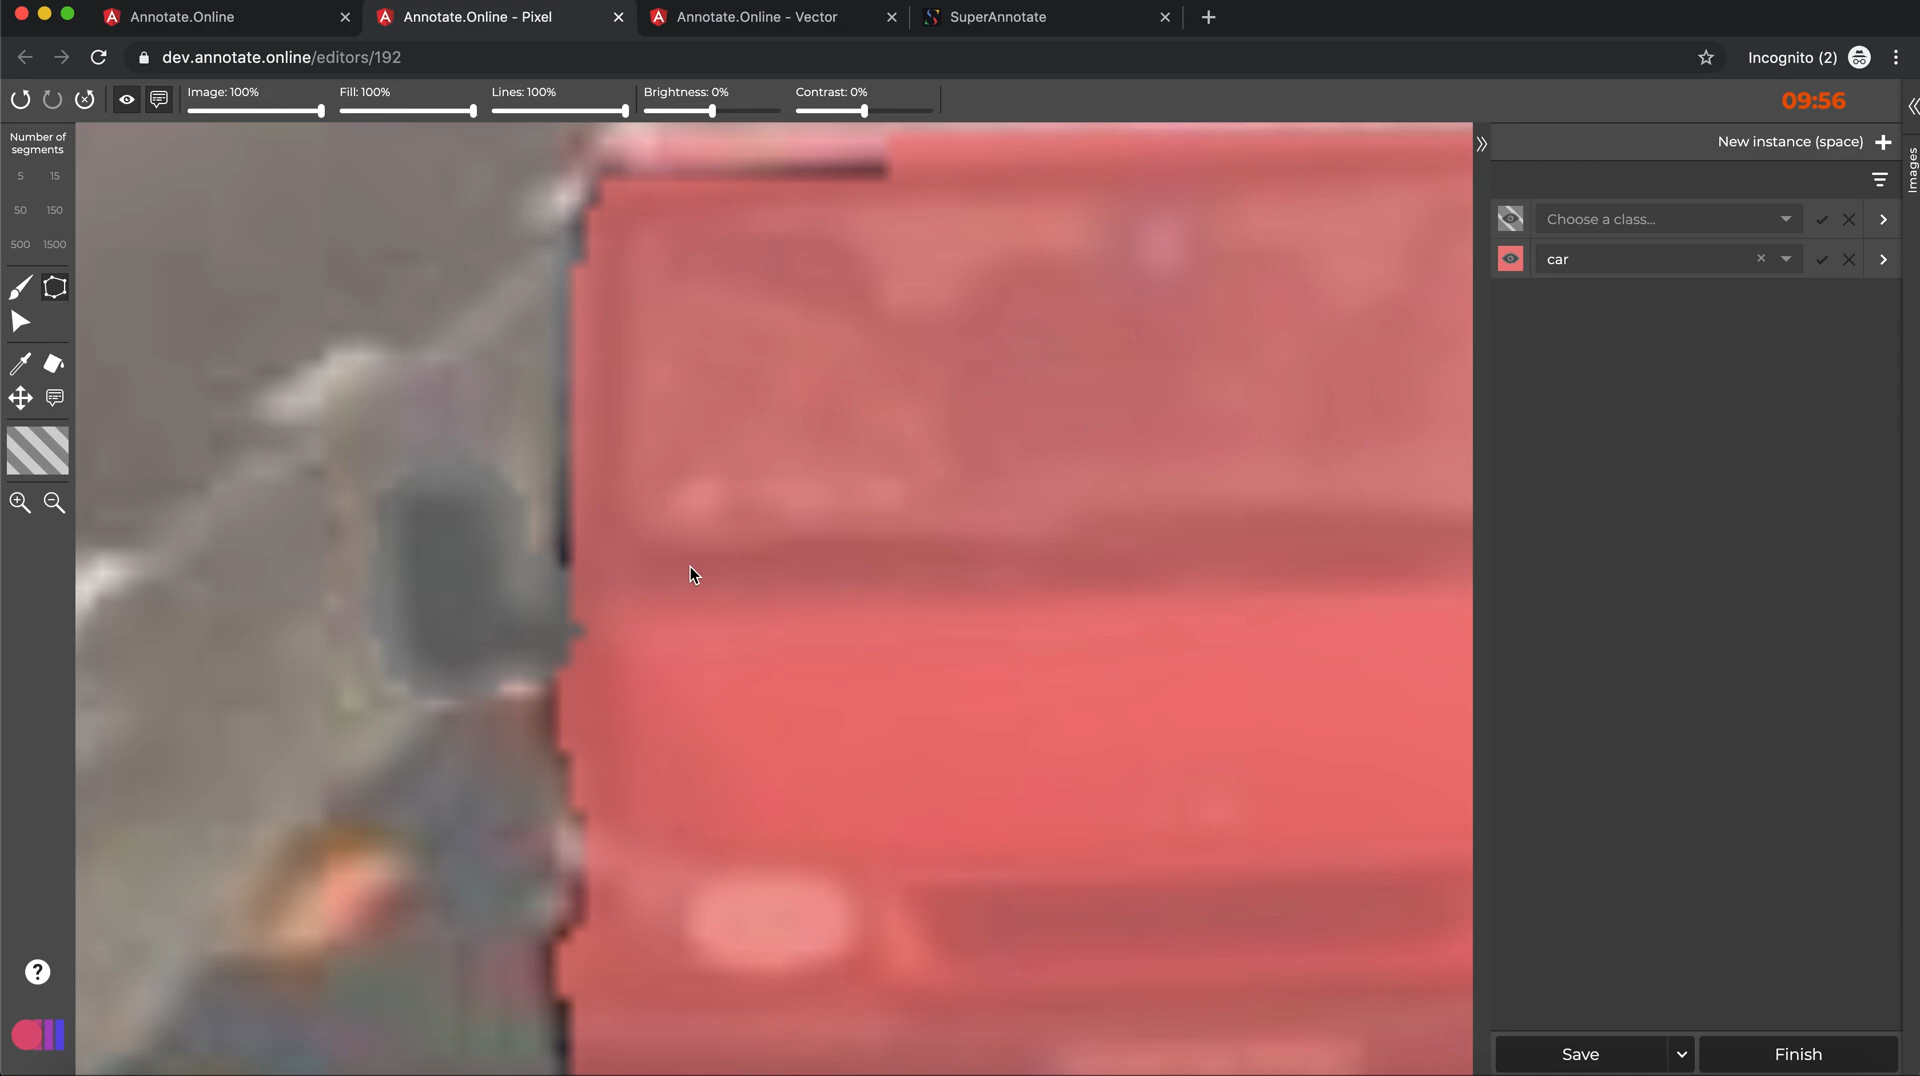 Annotate.Online
Annotate.Online - Pixel
Annotate.Online - Vector
SuperAnnotate
dev.annotate.online/editors/192
Incognito (2)
Image: 100%
Fill: 100%
Lines: 100%
Brightness: 0%
Contrast: 0%
09:56
Number of
segments
5 15
50 150
500 1500
New instance (space)
Images
Choose a class...
car
?
Save
Finish